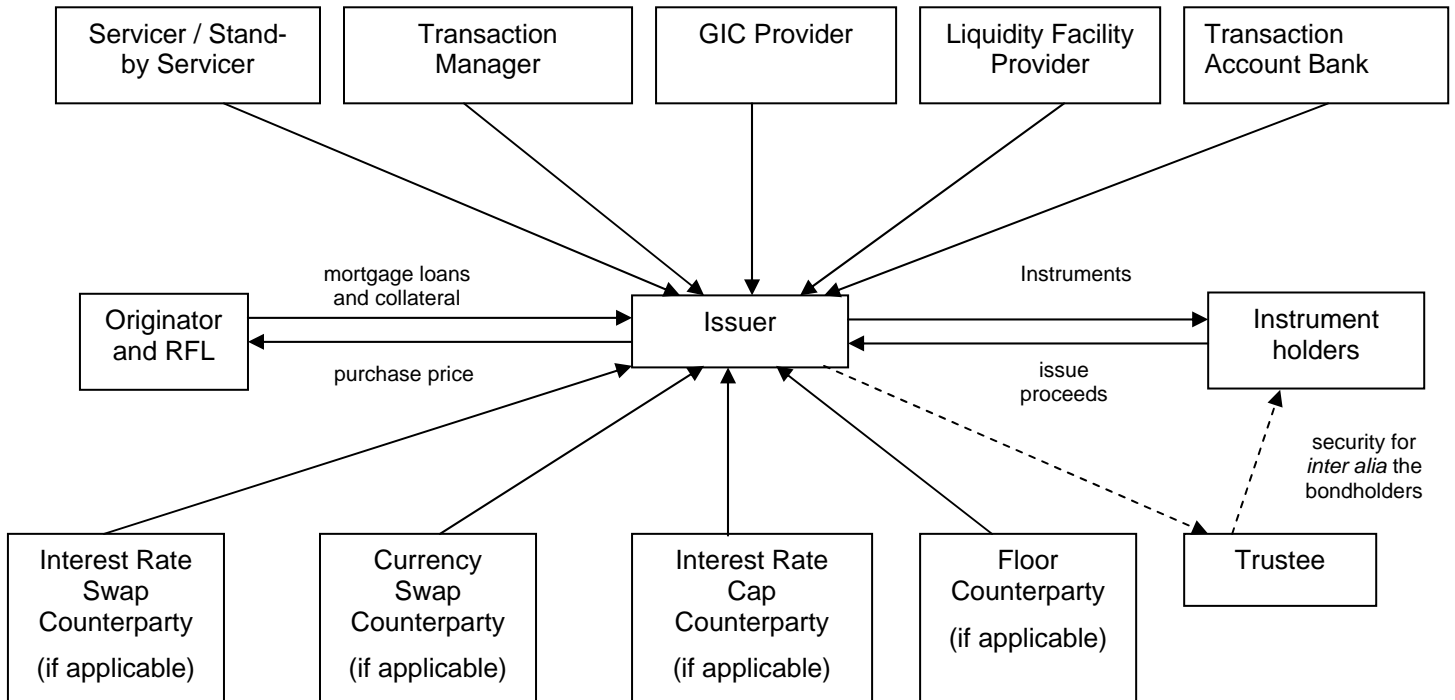 Servicer / Stand-
by Servicer
Transaction
Manager
GIC Provider
Liquidity Facility
Provider
Transaction
Account Bank
mortgage loans
and collateral
Instruments
Originator
and RFL
Issuer
Instrument
holders
purchase price
issue
proceeds
security for
inter alia the
bondholders
Interest Rate
Swap
Counterparty
(if applicable)
Currency
Swap
Counterparty
(if applicable)
Interest Rate
Cap
Counterparty
(if applicable)
Floor
Counterparty
(if applicable)
Trustee